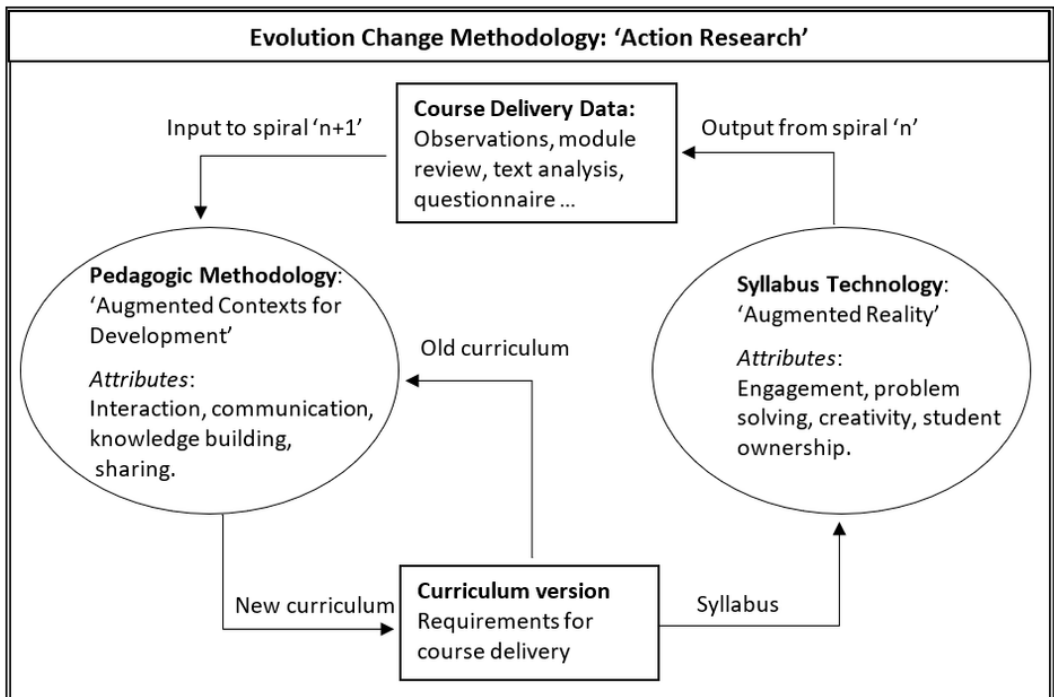 Evolution Change Methodology: ‘Action Research’
Course Delivery Data:
Observations, module
review, text analysis,
questionnaire ...
Input to spiral ‘n+1’
Output from spiral ‘n’
Pedagogic Methodology:
‘Augmented Contexts for
Development’
Attributes:
Interaction, communication,
knowledge building,
sharing.
Syllabus Technology:
‘Augmented Reality’
Attributes:
Engagement, problem
solving, creativity, student
ownership.
Old curriculum
New curriculum
Curriculum version
Requirements for
course delivery
Syllabus